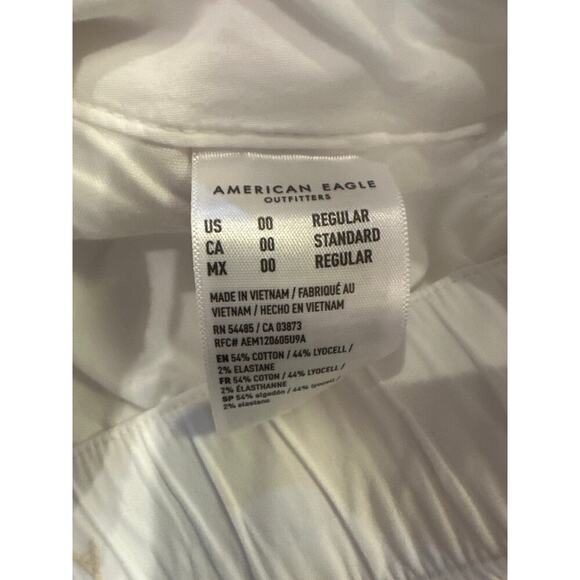 AMERICAN EAGLE
OUTFITTERS
US 00 REGULAR
CA 00 STANDARD
MX 00 REGULAR
MADE IN VIETNAM / FABRIQUÉ AU
VIETNAM / HECHO EN VIETNAM
RN 54485 / CA 03873
RFC# AEM120605U9A
EN 54% COTTON / 44% LYOCELL /
2% ELASTANE
FR 54% COTON / 44% LYOCELL /
2% ÉLASTHANNE
SP 54% algodón / 44% lyocell /
2% elastano